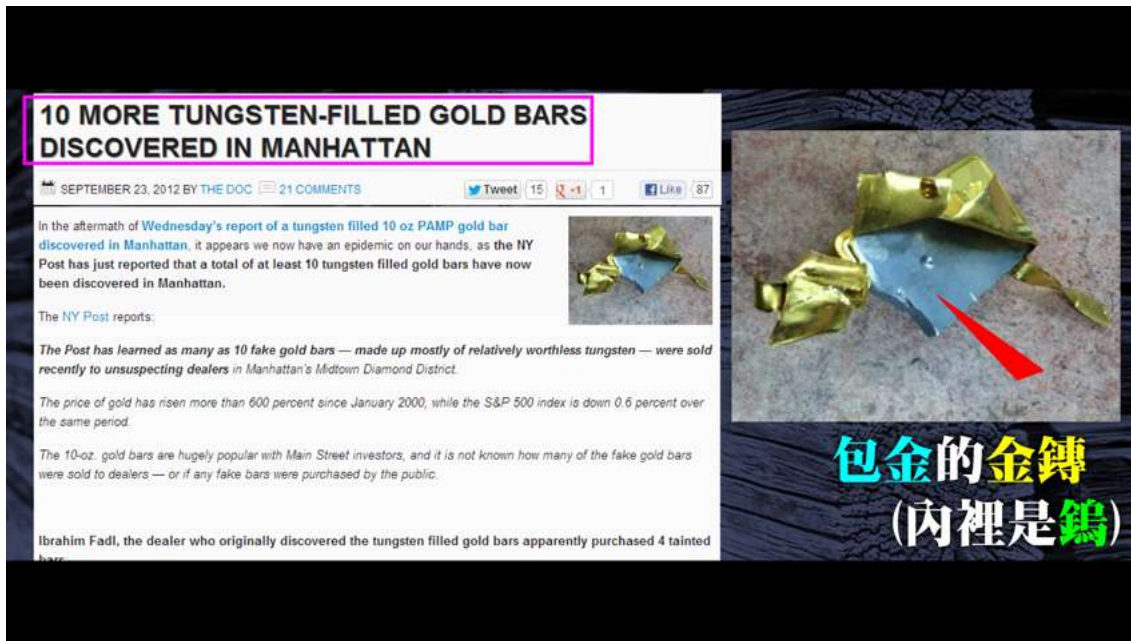 10 MORE TUNGSTEN-FILLED GOLD BARS
DISCOVERED IN MANHATTAN
SEPTEMBER 23, 2012 BY THE DOC 21 COMMENTS
Tweet 15 +1 1 Like 87
In the aftermath of Wednesday's report of a tungsten filled 10 oz PAMP gold bar
discovered in Manhattan, it appears we now have an epidemic on our hands, as the NY
Post has just reported that a total of at least 10 tungsten filled gold bars have now
been discovered in Manhattan.
The NY Post reports:
The Post has learned as many as 10 fake gold bars — made up mostly of relatively worthless tungsten — were sold
recently to unsuspecting dealers in Manhattan's Midtown Diamond District.
The price of gold has risen more than 600 percent since January 2000, while the S&P 500 index is down 0.6 percent over
the same period.
The 10-oz. gold bars are hugely popular with Main Street investors, and it is not known how many of the fake gold bars
were sold to dealers — or if any fake bars were purchased by the public.
Ibrahim Fadl, the dealer who originally discovered the tungsten filled gold bars apparently purchased 4 tainted
bars
包金的金鏄
(內裡是鎢)